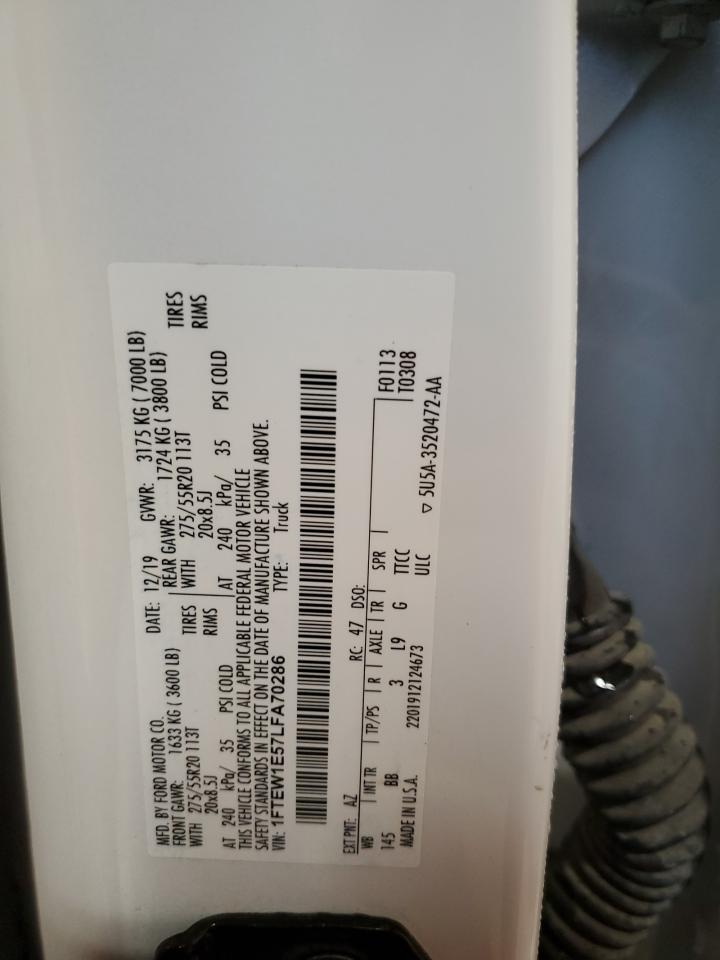 MFD. BY FORD MOTOR CO.
DATE: 12/19 GVWR: 3175 KG ( 7000 LB)
FRONT GAWR: 1633 KG ( 3600 LB) REAR GAWR: 1724 KG ( 3800 LB)
WITH 275/55R20 113T TIRES WITH 275/55R20 113T TIRES
20x8.5J RIMS 20x8.5J RIMS
AT 240 kPa/ 35 PSI COLD AT 240 kPa/ 35 PSI COLD
THIS VEHICLE CONFORMS TO ALL APPLICABLE FEDERAL MOTOR VEHICLE
SAFETY STANDARDS IN EFFECT ON THE DATE OF MANUFACTURE SHOWN ABOVE.
VIN: 1FTEW1E57LFA70286 TYPE: Truck
EXT PNT: AZ RC: 47 DSO: F0113
WB INT TR TP/PS R AXLE TR SPR T0308
145 BB 3 L9 G TTCC
MADE IN U.S.A. 2201912124673 ULC ▽ 5U5A-3520472-AA